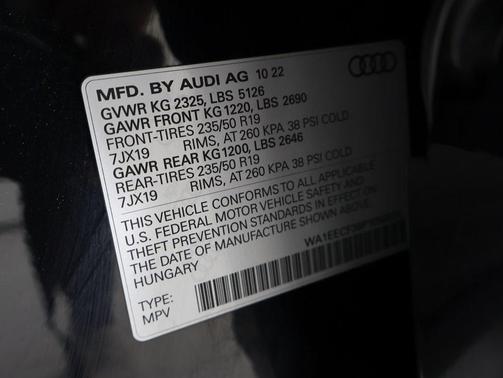 MFD. BY AUDI AG 10 22
GVWR KG 2325, LBS 5126
GAWR FRONT KG 1220, LBS 2690
FRONT-TIRES 235/50 R19
7JX19 RIMS, AT 260 KPA 38 PSI COLD
GAWR REAR KG1200, LBS 2646
REAR-TIRES 235/50 R19
7JX19 RIMS, AT 260 KPA 38 PSI COLD
THIS VEHICLE CONFORMS TO ALL APPLICABLE
U.S. FEDERAL MOTOR VEHICLE SAFETY AND
THEFT PREVENTION STANDARDS IN EFFECT ON
THE DATE OF MANUFACTURE SHOWN ABOVE.
HUNGARY
TYPE:
MPV